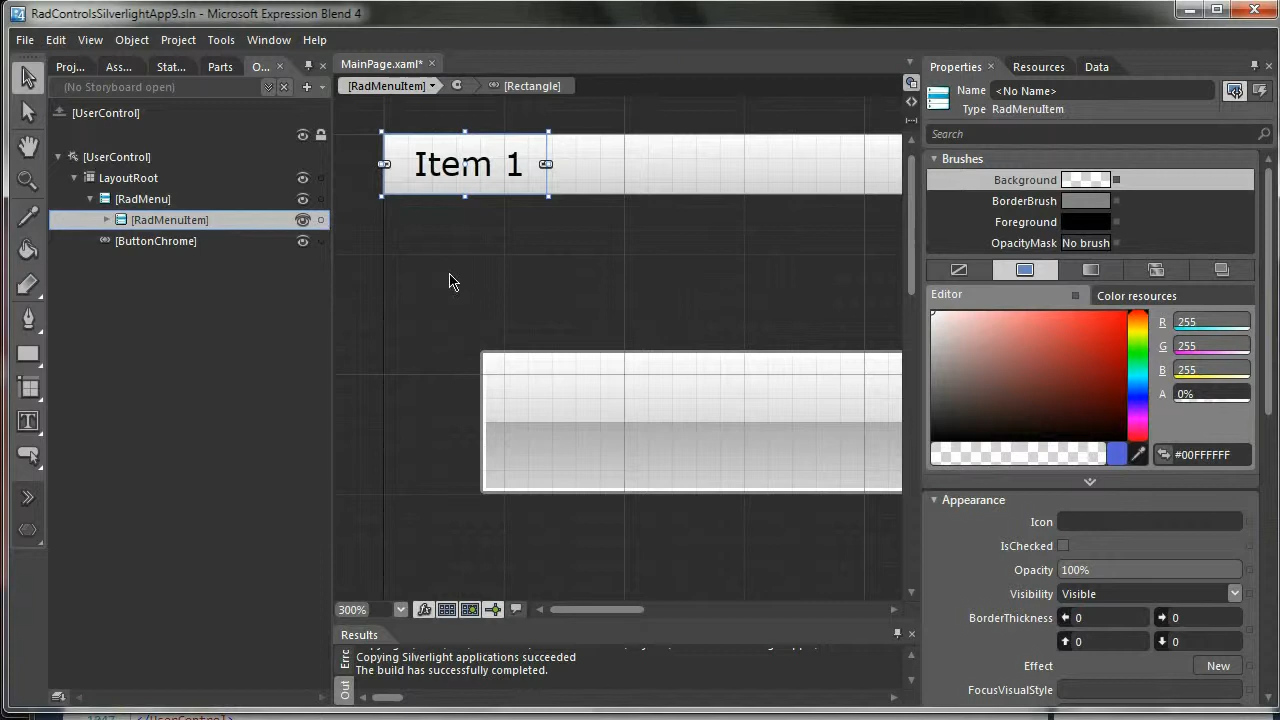 RadControlsSilverlightApp9.sln - Microsoft Expression Blend 4
File Edit View Object Project Tools Window Help
Proj... Ass... Stat... Parts O...
(No Storyboard open)
[UserControl]
[UserControl]
LayoutRoot
[RadMenu]
[RadMenuItem]
[ButtonChrome]
MainPage.xaml*
[RadMenuItem] [Rectangle]
Item 1
300%
Results
Erro
Out
Copying Silverlight applications succeeded
The build has successfully completed.
Properties Resources Data
Name <No Name>
Type RadMenuItem
Search
Brushes
Background
BorderBrush
Foreground
OpacityMask No brush
Editor Color resources
R 255
G 255
B 255
A 0%
#00FFFFFF
Appearance
Icon
IsChecked
Opacity 100%
Visibility Visible
BorderThickness 0 0
0 0
Effect New
FocusVisualStyle
1047 </UserControl>